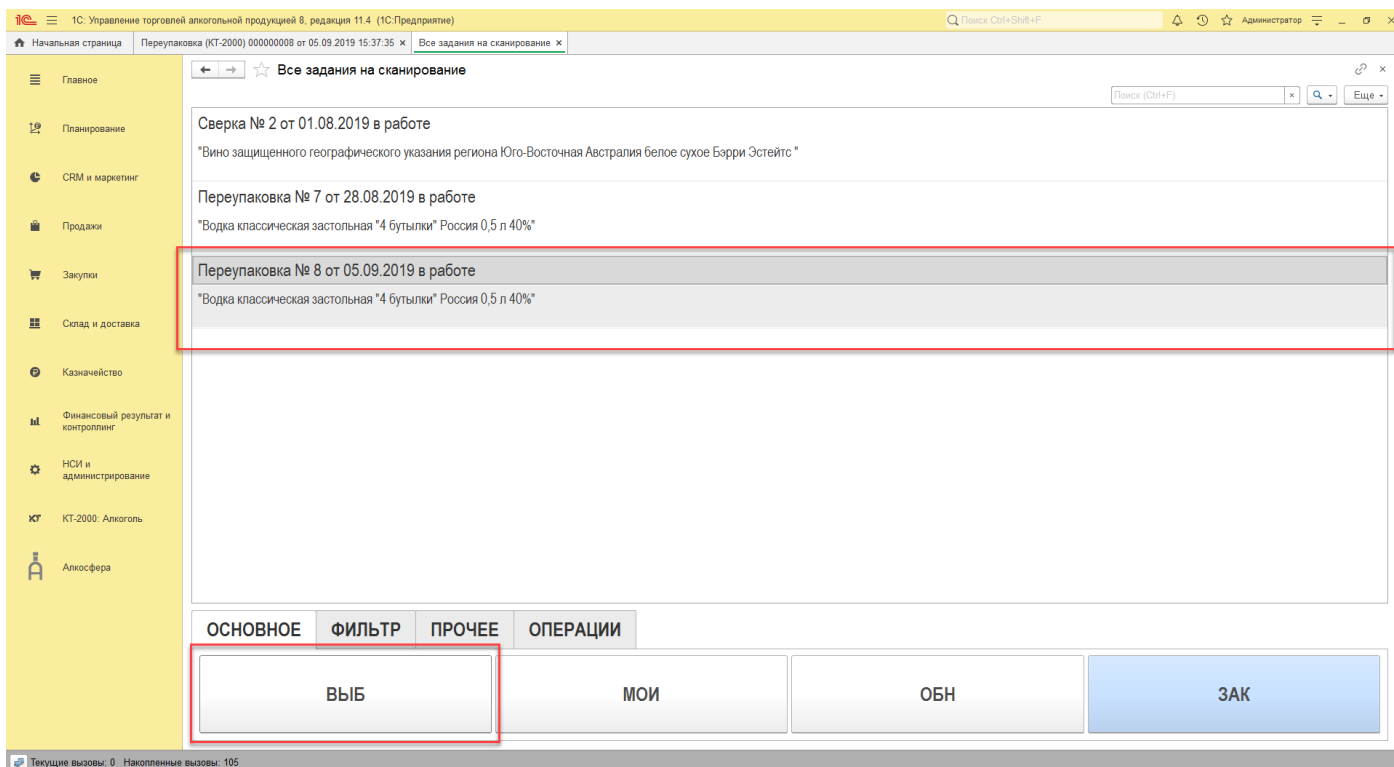 1С: Управление торговлей алкогольной продукцией 8, редакция 11.4 (1С:Предприятие)
Поиск Ctrl+Shift+F
Администратор
Начальная страница
Переупаковка (КТ-2000) 000000008 от 05.09.2019 15:37:35 ×
Все задания на сканирование ×
Главное
Планирование
CRM и маркетинг
Продажи
Закупки
Склад и доставка
Казначейство
Финансовый результат и
контроллинг
НСИ и
администрирование
КТ-2000: Алкоголь
Алкосфера
Все задания на сканирование
Поиск (Ctrl+F)
Еще
Сверка № 2 от 01.08.2019 в работе
"Вино защищенного географического указания региона Юго-Восточная Австралия белое сухое Бэрри Эстейтс "
Переупаковка № 7 от 28.08.2019 в работе
"Водка классическая застольная "4 бутылки" Россия 0,5 л 40%"
Переупаковка № 8 от 05.09.2019 в работе
"Водка классическая застольная "4 бутылки" Россия 0,5 л 40%"
ОСНОВНОЕ
ФИЛЬТР
ПРОЧЕЕ
ОПЕРАЦИИ
ВЫБ
МОИ
ОБН
ЗАК
Текущие вызовы: 0 Накопленные вызовы: 105